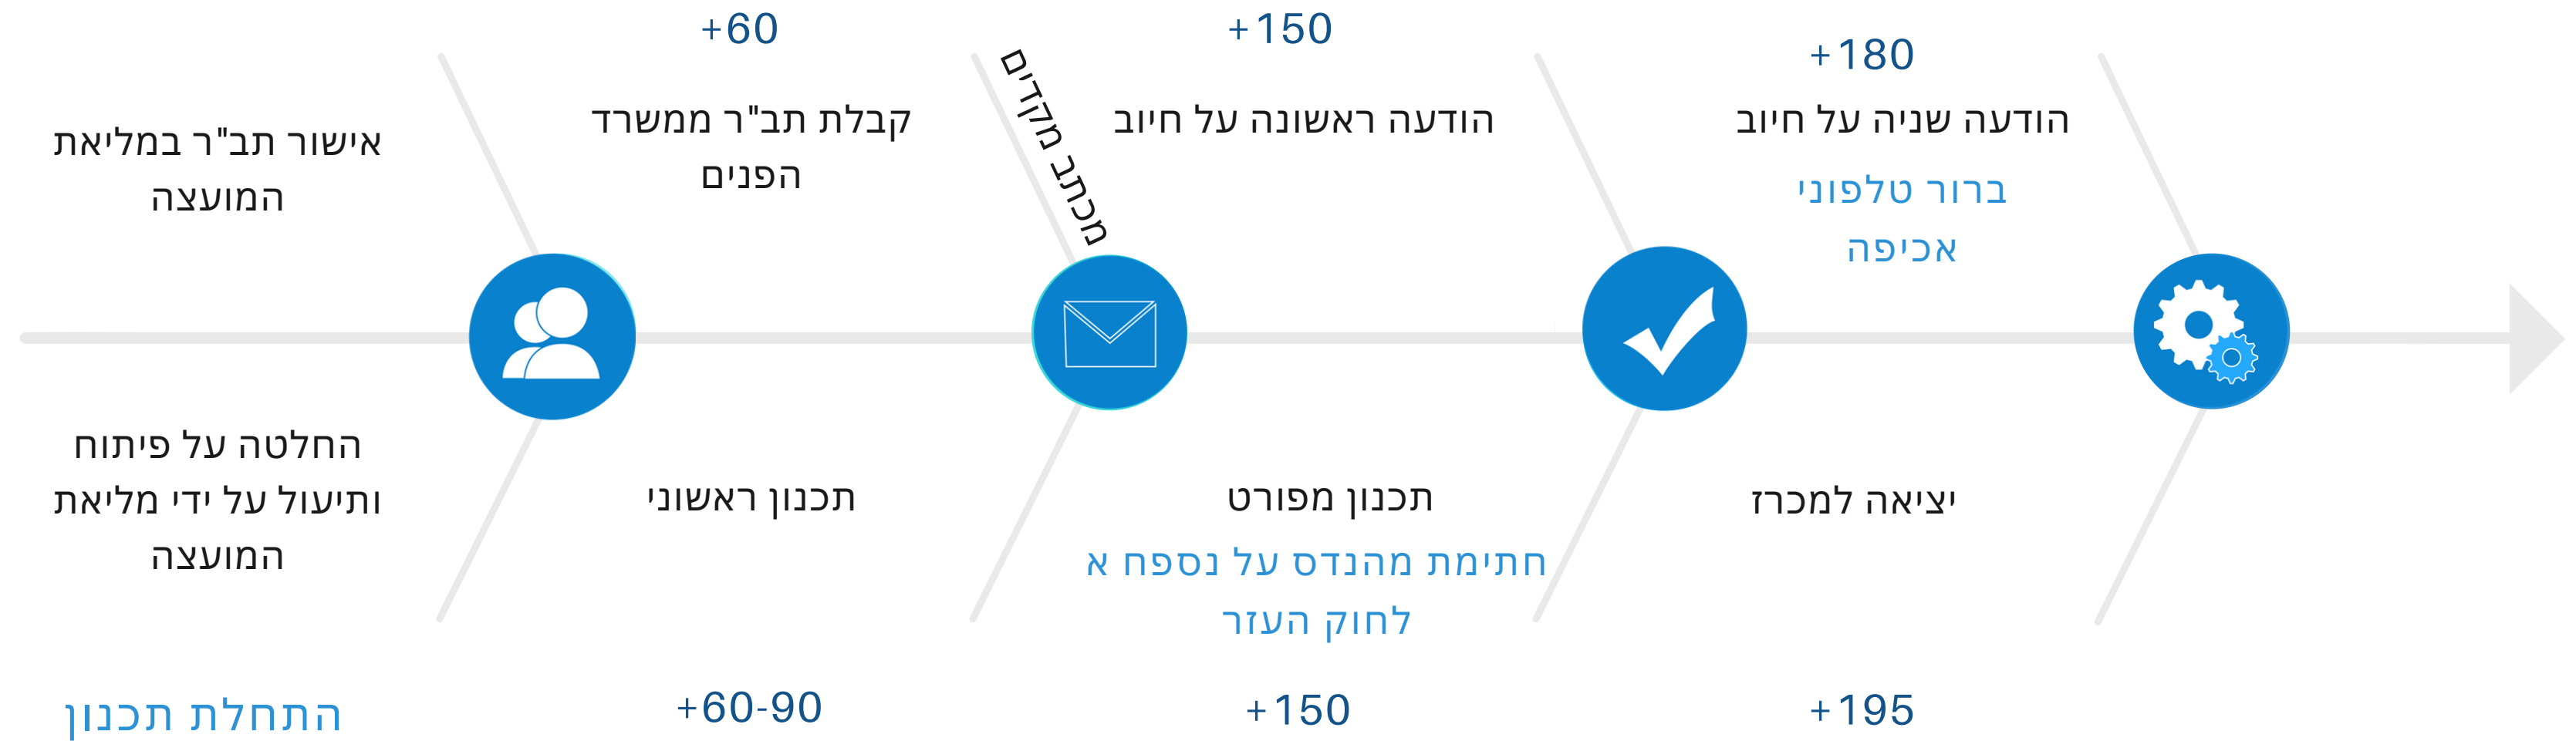 אישור תב"ר במליאת
המועצה
+60
קבלת תב"ר ממשרד
הפנים
מכתב מקדים
+150
הודעה ראשונה על חיוב
+180
הודעה שניה על חיוב
ברור טלפוני
אכיפה
החלטה על פיתוח
ותיעול על ידי מליאת
המועצה
התחלת תכנון
תכנון ראשוני
+60-90
תכנון מפורט
חתימת מהנדס על נספח א
לחוק העזר
+150
יציאה למכרז
+195